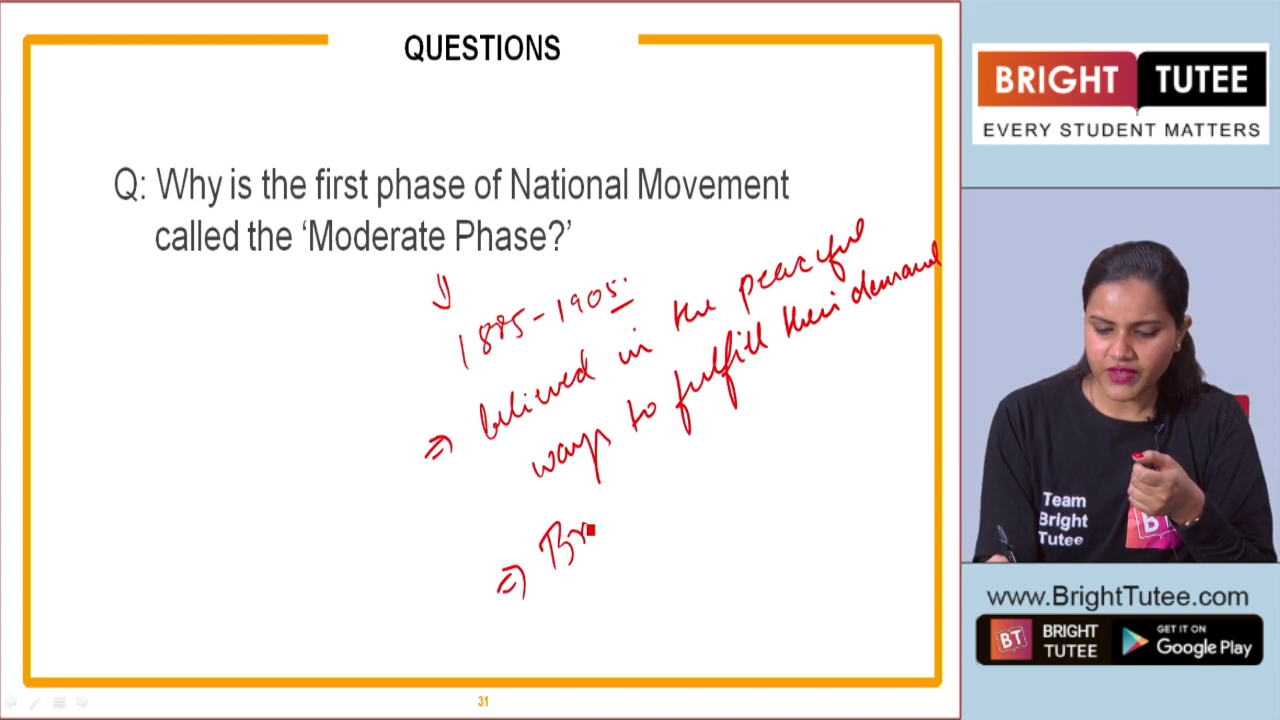 QUESTIONS
Q: Why is the first phase of National Movement
called the ‘Moderate Phase?’
1885-1905.
⇒ believed in the peaceful
ways to fulfill their demand
⇒ Br
31
BRIGHT TUTEE
EVERY STUDENT MATTERS
Team
Bright
Tutee
B
www.BrightTutee.com
BT BRIGHT TUTEE
GET IT ON
Google Play